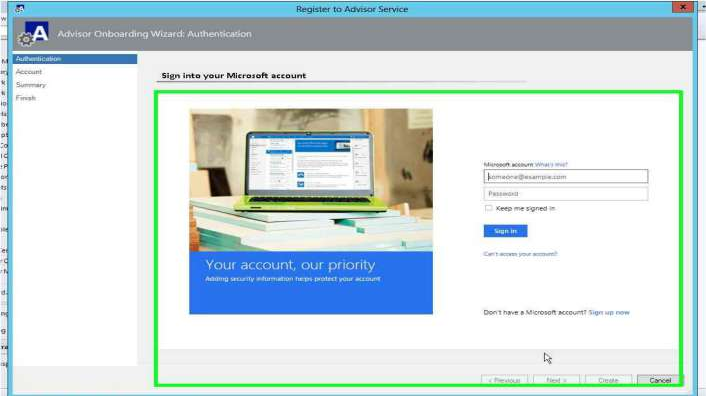 Register to Advisor Service
x
A
Advisor Onboarding Wizard: Authentication
Authentication
Account
Summary
Finish
Sign into your Microsoft account
Microsoft account What's this?
someone@example.com
Password
Keep me signed in
Sign in
Can't access your account?
Your account, our priority
Adding security information helps protect your account
Don't have a Microsoft account? Sign up now
< Previous Next > Create Cancel